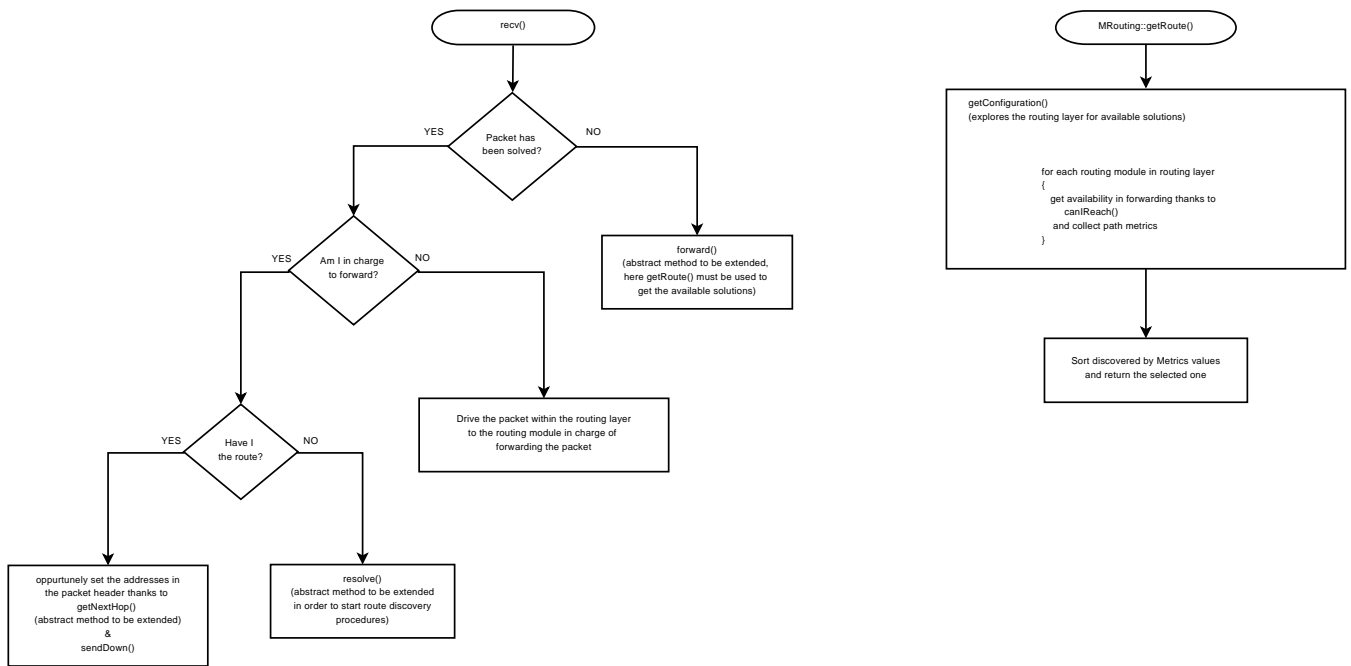 recv()
YES
Packet has
been solved?
NO
YES
Am I in charge
to forward?
NO
forward()
(abstract method to be extended,
here getRoute() must be used to
get the available solutions)
YES
Have I
the route?
NO
Drive the packet within the routing layer
to the routing module in charge of
forwarding the packet
oppurtunely set the addresses in
the packet header thanks to
getNextHop()
(abstract method to be extended)
&
sendDown()
resolve()
(abstract method to be extended
in order to start route discovery
procedures)
MRouting::getRoute()
getConfiguration()
(explores the routing layer for available solutions)
for each routing module in routing layer
{
get availability in forwarding thanks to
canIReach()
and collect path metrics
}
Sort discovered by Metrics values
and return the selected one